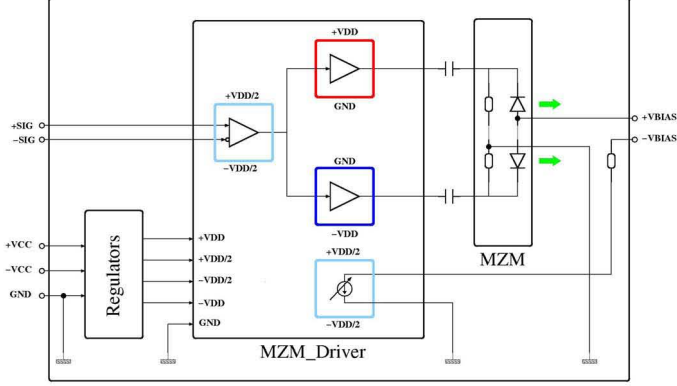 +VDD
GND
+VDD/2
−VDD/2
+SIG
−SIG
+VBIAS
−VBIAS
GND
−VDD
+VDD/2
−VDD/2
+VCC
−VCC
GND
Regulators
+VDD
+VDD/2
−VDD/2
−VDD
GND
MZM
MZM_Driver